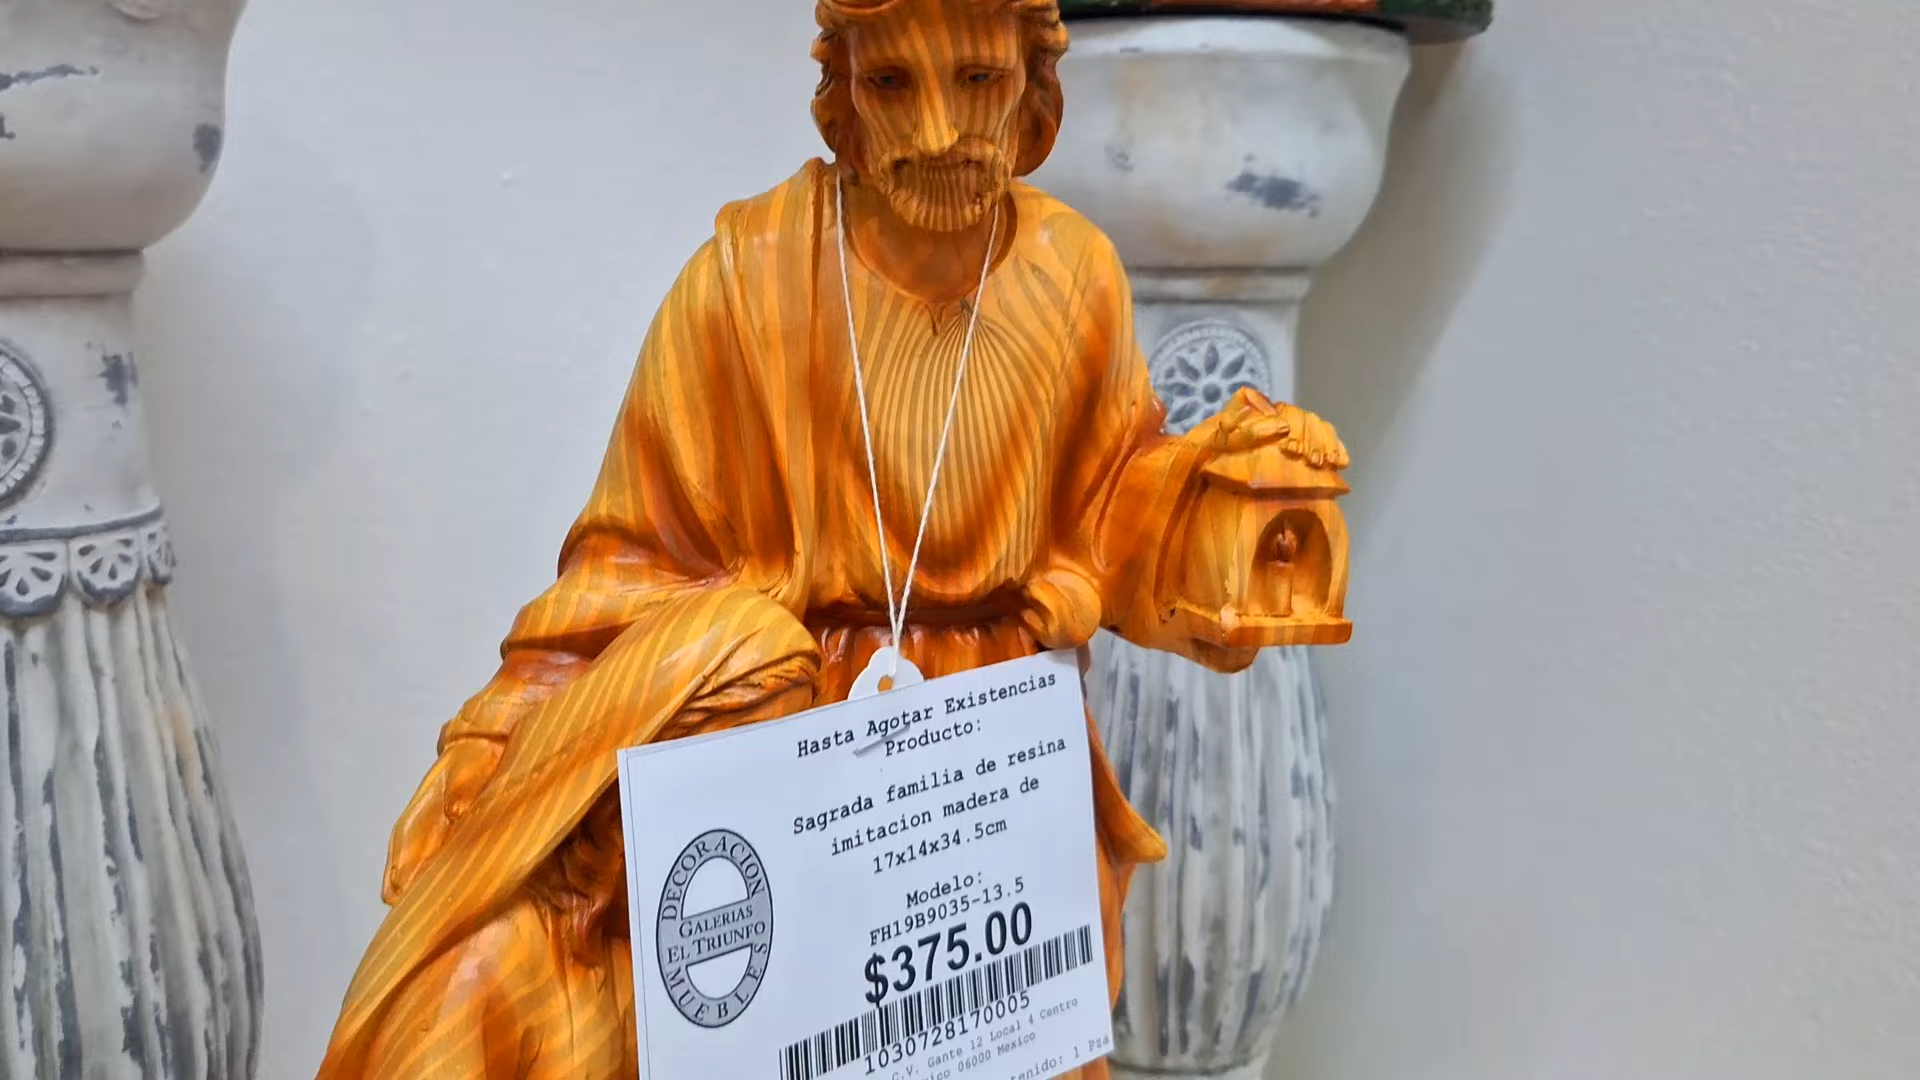 Hasta Agotar Existencias
Producto:
Sagrada familia de resina
imitacion madera de
17x14x34.5cm
Modelo:
FH19B9035-13.5
$375.00
1030728170005
C.V. Gante 12 Local 4 Centro
06000 Mexico
1 Pza
DECORACION
GALERIAS
EL TRIUNFO
MUEBLES